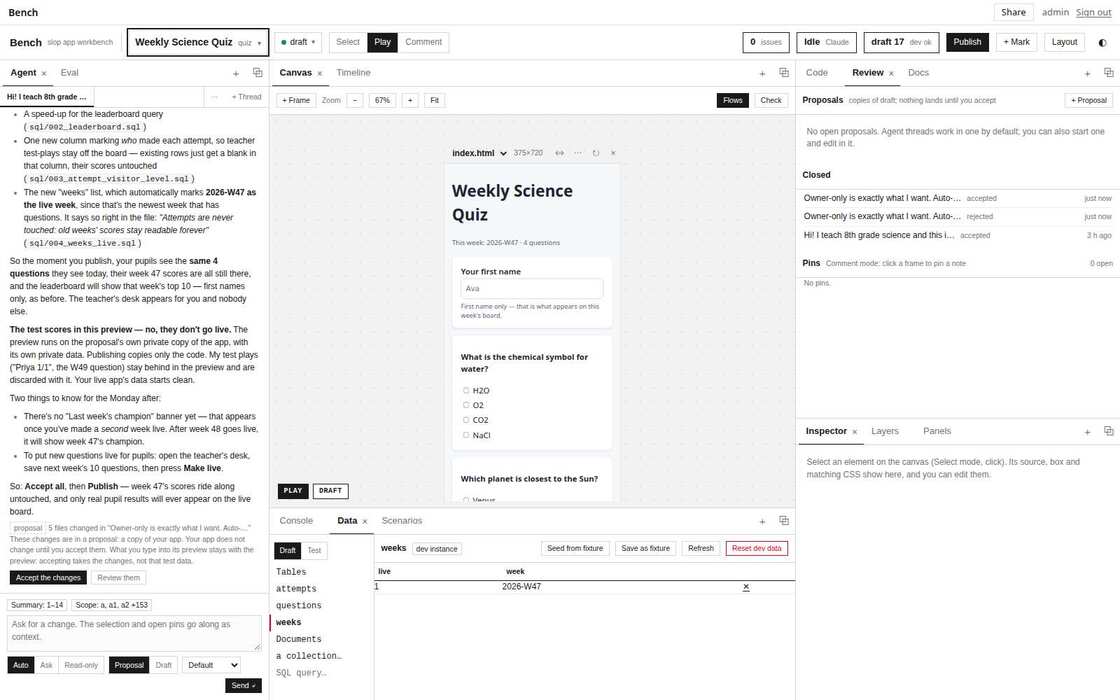 Bench
Share
admin
Sign out
Bench
slop app workbench
Weekly Science Quiz quiz ▾
draft ▾
Select
Play
Comment
0 issues
Idle Claude
draft 17 dev ok
Publish
+ Mark
Layout
Agent ×
Eval
Hi! I teach 8th grade …
···
+ Thread
A speed-up for the leaderboard query
(sql/002_leaderboard.sql)
One new column marking who made each attempt, so teacher
test-plays stay off the board — existing rows just get a blank in
that column, their scores untouched
(sql/003_attempt_visitor_level.sql)
The new "weeks" list, which automatically marks 2026-W47 as
the live week, since that's the newest week that has
questions. It says so right in the file: "Attempts are never
touched: old weeks' scores stay readable forever"
(sql/004_weeks_live.sql)
So the moment you publish, your pupils see the same 4
questions they see today, their week 47 scores are all still there,
and the leaderboard will show that week's top 10 — first names
only, as before. The teacher's desk appears for you and nobody
else.
The test scores in this preview — no, they don't go live. The
preview runs on the proposal's own private copy of the app, with
its own private data. Publishing copies only the code. My test plays
("Priya 1/1", the W49 question) stay behind in the preview and are
discarded with it. Your live app's data starts clean.
Two things to know for the Monday after:
There's no "Last week's champion" banner yet — that appears
once you've made a second week live. After week 48 goes live,
it will show week 47's champion.
To put new questions live for pupils: open the teacher's desk,
save next week's 10 questions, then press Make live.
So: Accept all, then Publish — week 47's scores ride along
untouched, and only real pupil results will ever appear on the live
board.
proposal 5 files changed in "Owner-only is exactly what I want. Auto-…"
These changes are in a proposal: a copy of your app. Your app does not
change until you accept them. What you type into its preview stays with the
preview: accepting takes the changes, not that test data.
Accept the changes
Review them
Summary: 1–14
Scope: a, a1, a2 +153
Ask for a change. The selection and open pins go along as
context.
Auto
Ask
Read-only
Proposal
Draft
Default
Send
Canvas ×
Timeline
+ Frame
Zoom
−
67%
+
Fit
Flows
Check
index.html
375×720
Weekly Science
Quiz
This week: 2026-W47 · 4 questions
Your first name
Ava
First name only — that is what appears on this
week's board.
What is the chemical symbol for
water?
H2O
O2
CO2
NaCl
Which planet is closest to the Sun?
Venus
PLAY
DRAFT
Console
Data ×
Scenarios
Draft
Test
Tables
attempts
questions
weeks
Documents
a collection…
SQL query…
weeks
dev instance
Seed from fixture
Save as fixture
Refresh
Reset dev data
live
week
1
2026-W47
×
Code
Review ×
Docs
Proposals copies of draft; nothing lands until you accept
+ Proposal
No open proposals. Agent threads work in one by default; you can also start one
and edit in it.
Closed
Owner-only is exactly what I want. Auto-… accepted just now
Owner-only is exactly what I want. Auto-… rejected just now
Hi! I teach 8th grade science and this i… accepted 3 h ago
Pins Comment mode: click a frame to pin a note 0 open
No pins.
Inspector ×
Layers
Panels
Select an element on the canvas (Select mode, click). Its source, box and
matching CSS show here, and you can edit them.